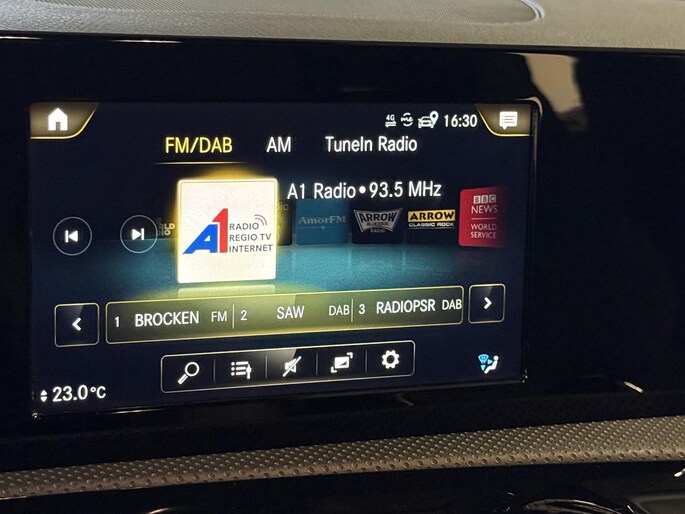 4G 16:30
FM/DAB AM TuneIn Radio
A1 Radio • 93.5 MHz
A1 RADIO
REGIO TV
INTERNET
AmorFM
ARROW
RADIO
ARROW
CLASSIC ROCK
BBC
NEWS
WORLD
SERVICE
1 BROCKEN FM 2 SAW DAB 3 RADIOPSR DAB
23.0°C